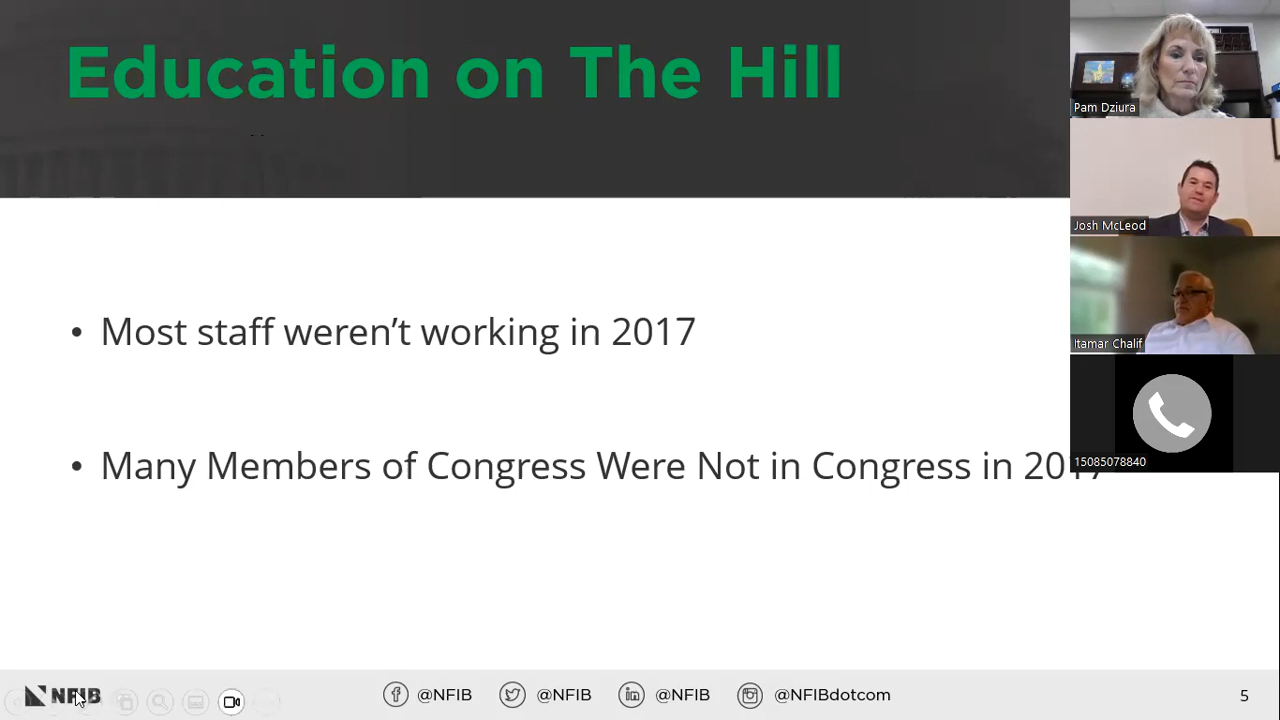 Education on The Hill
• Most staff weren’t working in 2017
• Many Members of Congress Were Not in Congress in 2017
Pam Dziura
Josh McLeod
Itamar Chalif
15085078840
NFIB
@NFIB
@NFIB
@NFIB
@NFIBdotcom
5